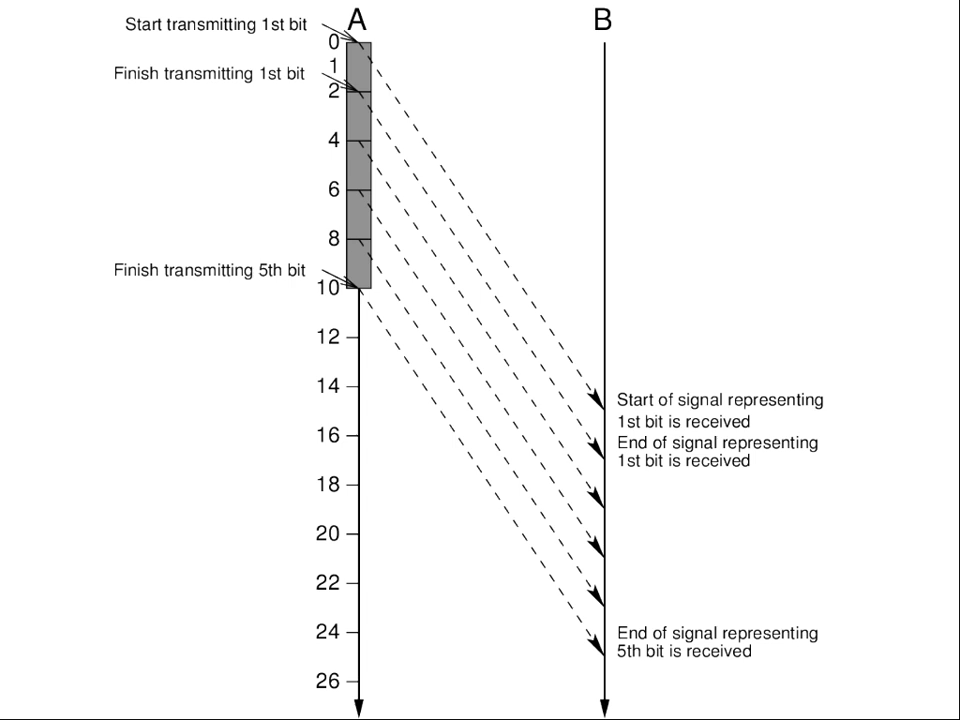 A
B
Start transmitting 1st bit
0
1
Finish transmitting 1st bit
2
4
6
8
Finish transmitting 5th bit
10
12
14
Start of signal representing
1st bit is received
16
End of signal representing
1st bit is received
18
20
22
24
End of signal representing
5th bit is received
26